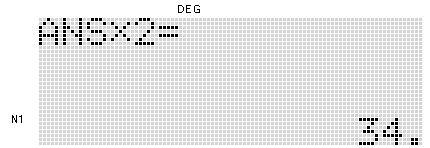 DEG
ANS×2=
N1
34.